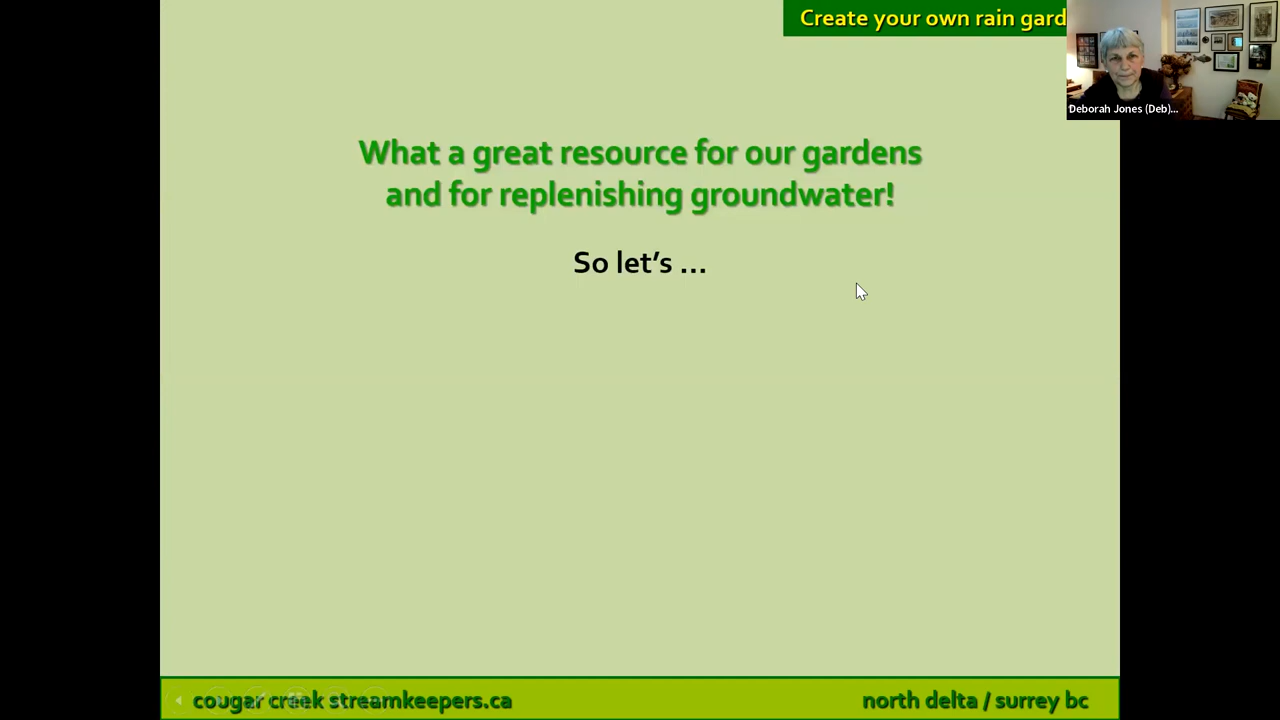 Create your own rain gard
Deborah Jones (Deb)...
What a great resource for our gardens
and for replenishing groundwater!
So let's ...
cougar creek streamkeepers.ca
north delta / surrey bc